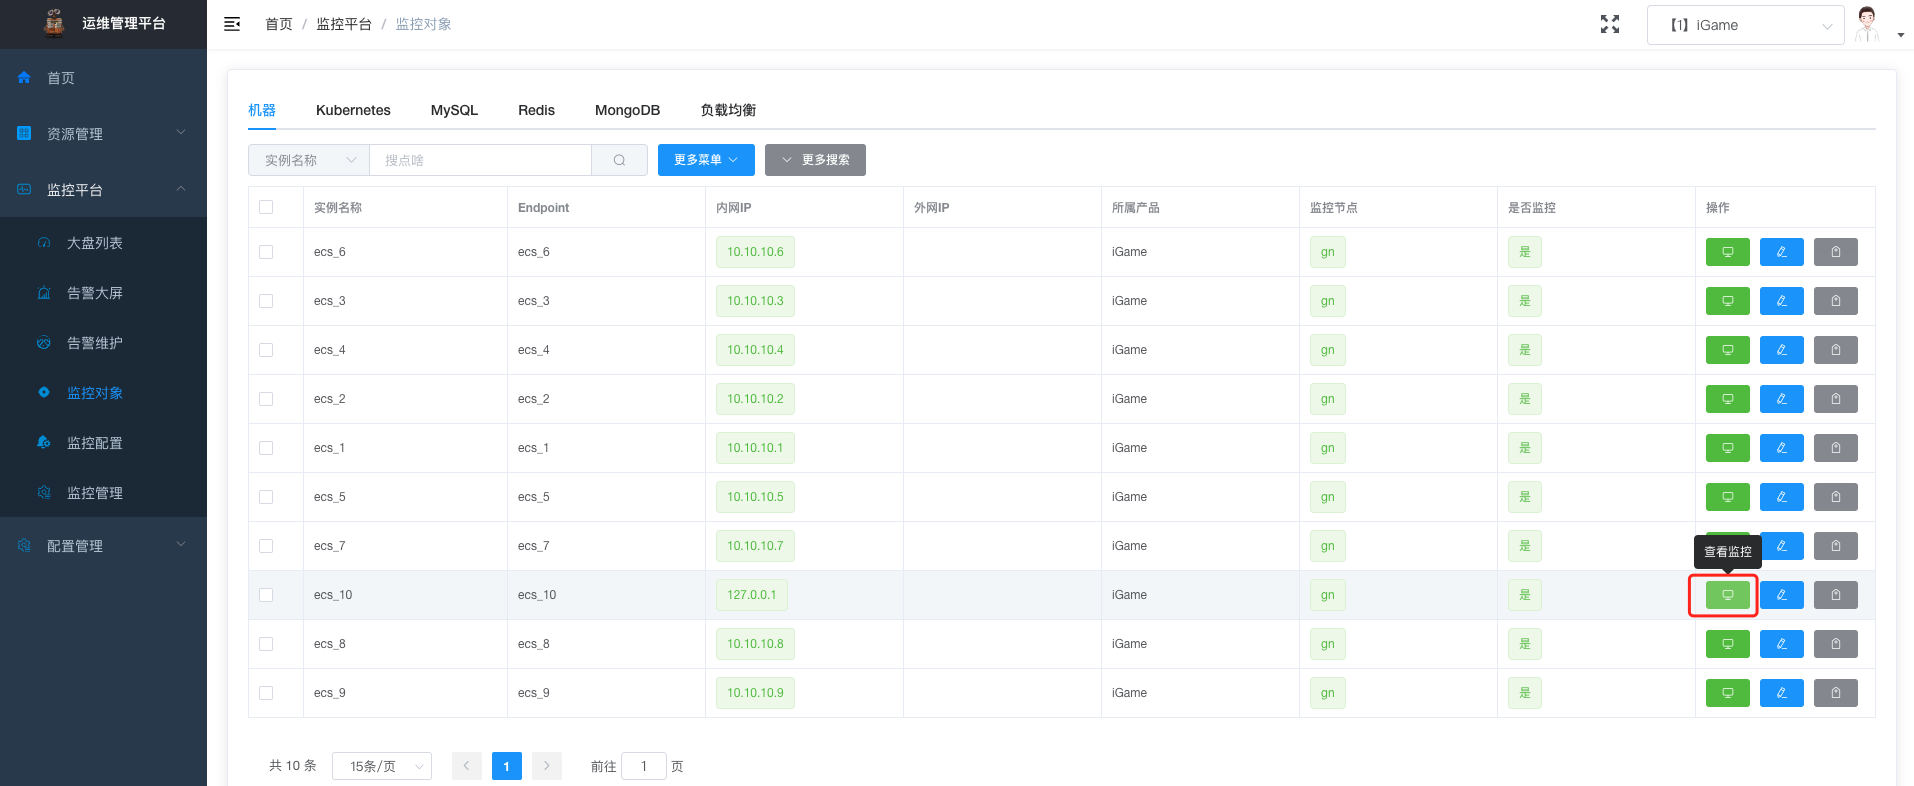 运维管理平台
首页 / 监控平台 / 监控对象
【1】iGame
首页
资源管理
监控平台
大盘列表
告警大屏
告警维护
监控对象
监控配置
监控管理
配置管理
机器 Kubernetes MySQL Redis MongoDB 负载均衡
实例名称 搜点啥 更多菜单 更多搜索
实例名称 Endpoint 内网IP 外网IP 所属产品 监控节点 是否监控 操作
ecs_6 ecs_6 10.10.10.6 iGame gn 是
ecs_3 ecs_3 10.10.10.3 iGame gn 是
ecs_4 ecs_4 10.10.10.4 iGame gn 是
ecs_2 ecs_2 10.10.10.2 iGame gn 是
ecs_1 ecs_1 10.10.10.1 iGame gn 是
ecs_5 ecs_5 10.10.10.5 iGame gn 是
ecs_7 ecs_7 10.10.10.7 iGame gn 是
查看监控
ecs_10 ecs_10 127.0.0.1 iGame gn 是
ecs_8 ecs_8 10.10.10.8 iGame gn 是
ecs_9 ecs_9 10.10.10.9 iGame gn 是
共 10 条 15条/页 1 前往 1 页